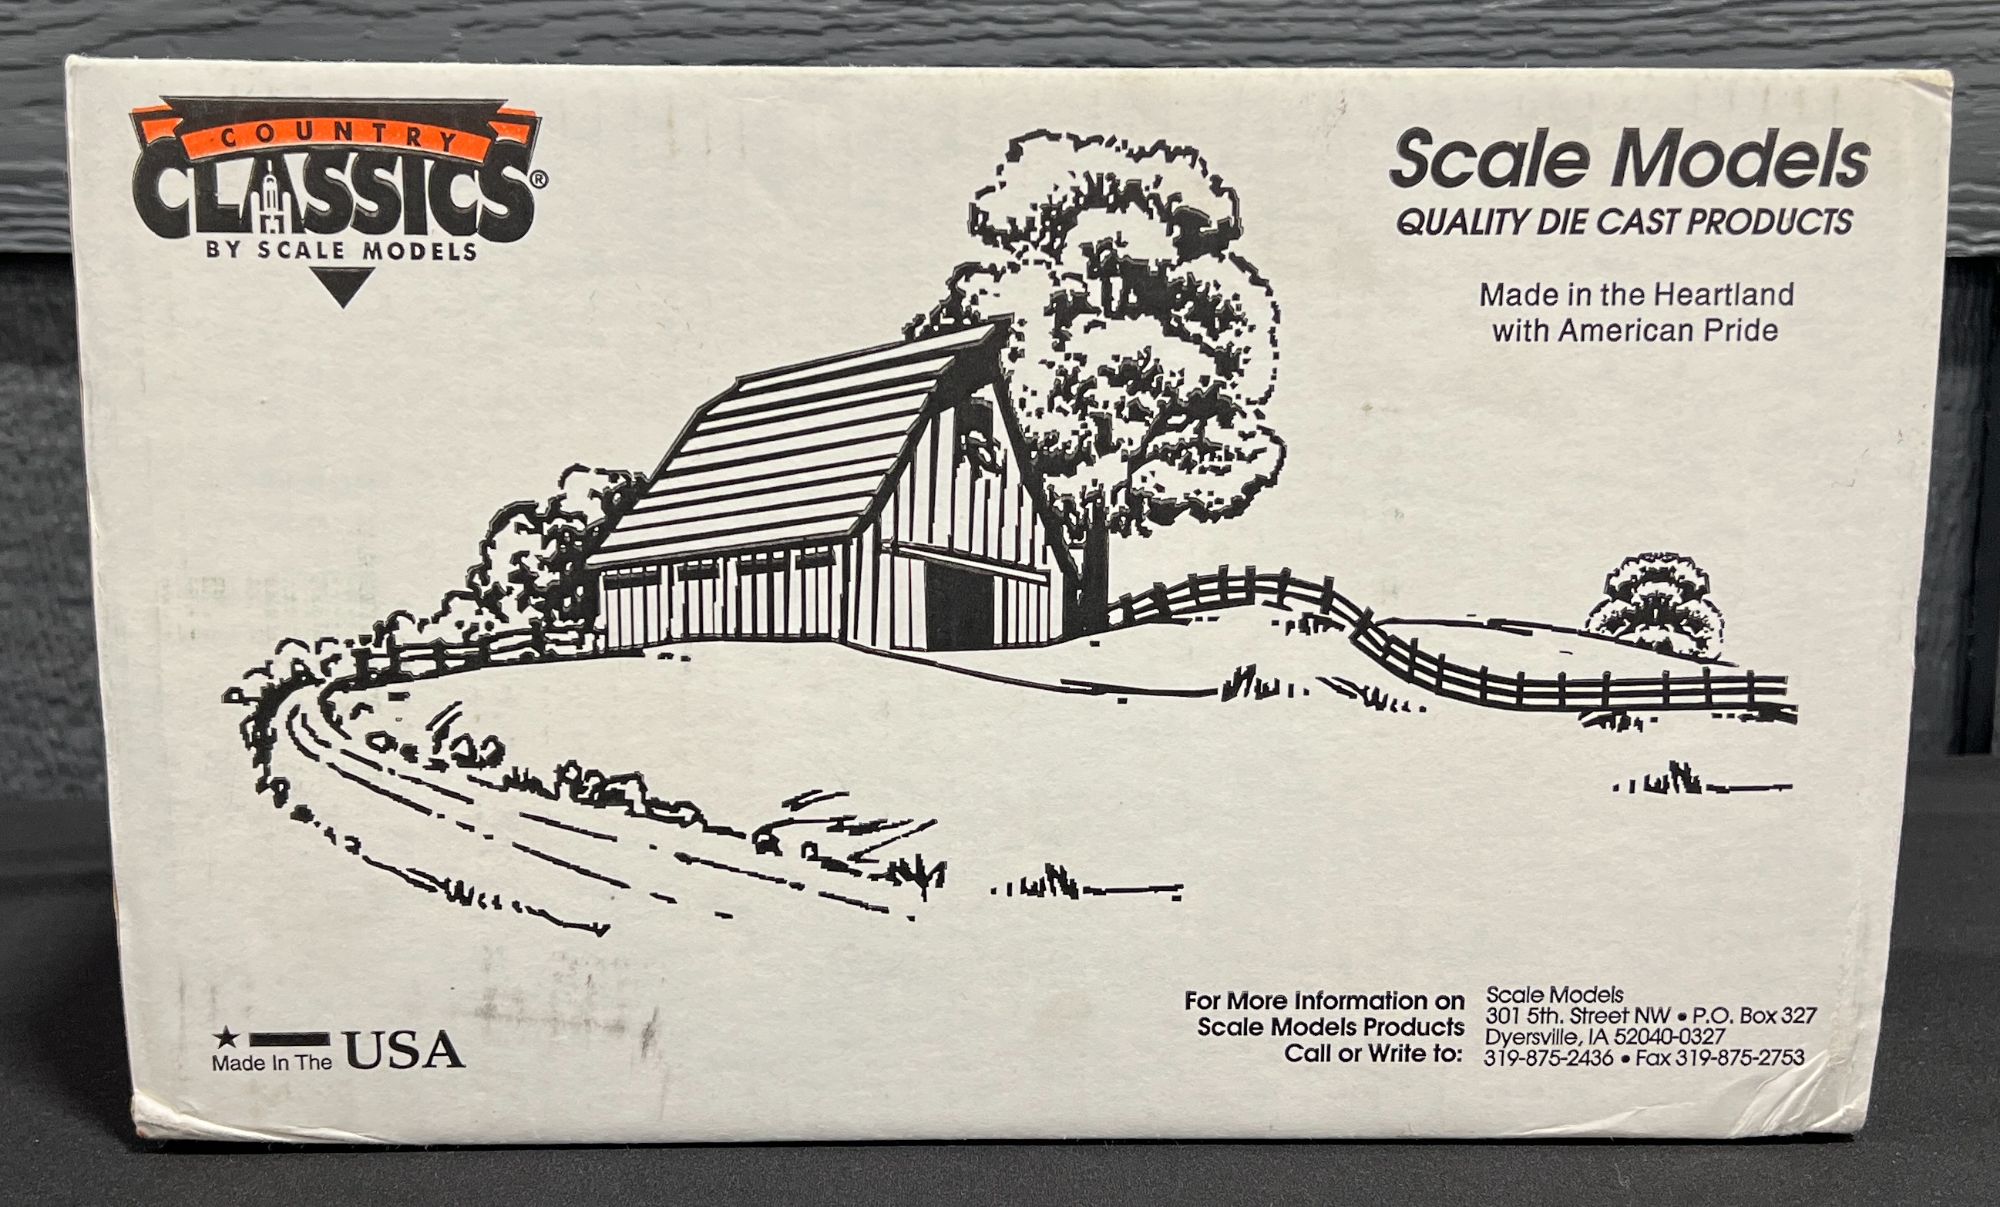 COUNTRY
CLASSICS®
BY SCALE MODELS
Scale Models
QUALITY DIE CAST PRODUCTS
Made in the Heartland
with American Pride
Made In The USA
For More Information on
Scale Models Products
Call or Write to:
Scale Models
301 5th. Street NW • P.O. Box 327
Dyersville, IA 52040-0327
319-875-2436 • Fax 319-875-2753